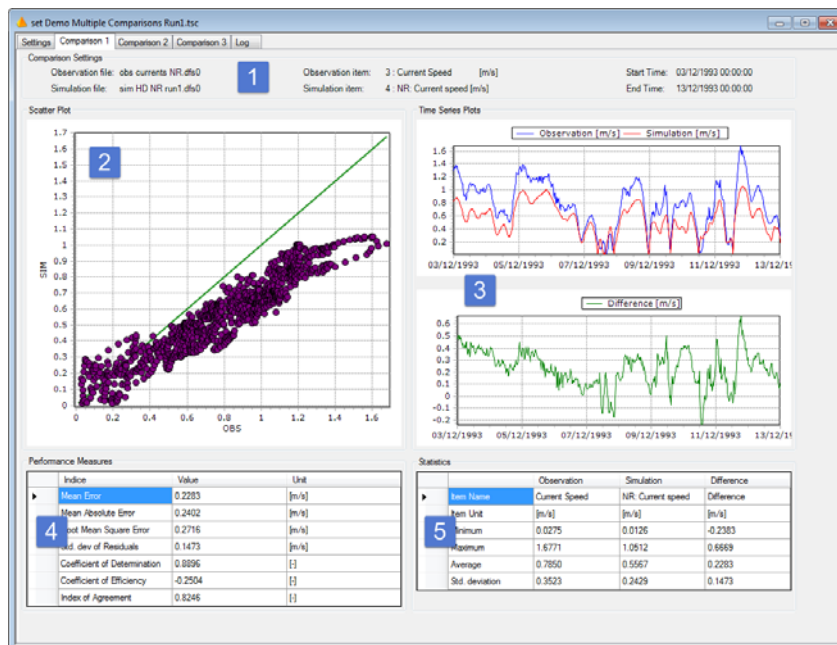 set Demo Multiple Comparisons Run1.tsc
Settings Comparison 1 Comparison 2 Comparison 3 Log
Comparison Settings
Observation file: obs currents NR.dfs0 Observation item: 3 : Current Speed [m/s] Start Time: 03/12/1993 00:00:00
Simulation file: sim HD NR run1.dfs0 Simulation item: 4 : NR: Current speed [m/s] End Time: 13/12/1993 00:00:00
1
Scatter Plot
2
1.7
1.6
1.5
1.4
1.3
1.2
1.1
1
0.9
0.8
0.7
0.6
0.5
0.4
0.3
0.2
0.1
0
SIM
0 0.2 0.4 0.6 0.8 1 1.2 1.4 1.6
OBS
Time Series Plots
Observation [m/s] Simulation [m/s]
1.6
1.4
1.2
1.0
0.8
0.6
0.4
0.2
03/12/1993 05/12/1993 07/12/1993 09/12/1993 11/12/1993 13/12/1
3
Difference [m/s]
0.6
0.5
0.4
0.3
0.2
0.1
0
-0.1
-0.2
03/12/1993 05/12/1993 07/12/1993 09/12/1993 11/12/1993 13/12/1
Performance Measures
Indice Value Unit
Mean Error 0.2283 [m/s]
Mean Absolute Error 0.2402 [m/s]
Root Mean Square Error 0.2716 [m/s]
Std. dev of Residuals 0.1473 [m/s]
Coefficient of Determination 0.8896 [-]
Coefficient of Efficiency -0.2504 [-]
Index of Agreement 0.8246 [-]
4
Statistics
Observation Simulation Difference
Item Name Current Speed NR: Current speed Difference
Item Unit [m/s] [m/s] [m/s]
Minimum 0.0275 0.0126 -0.2383
Maximum 1.6771 1.0512 0.6669
Average 0.7850 0.5567 0.2283
Std. deviation 0.3523 0.2429 0.1473
5